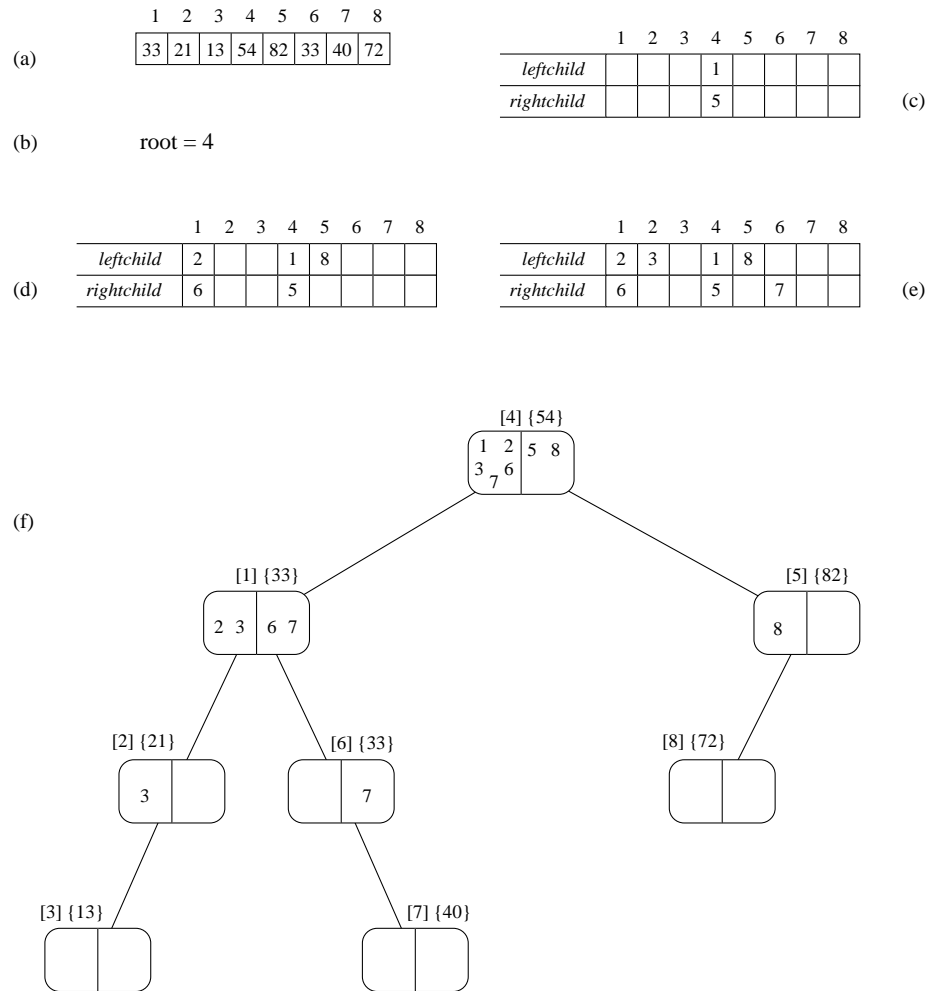 1 2 3 4 5 6 7 8
(a) 33 21 13 54 82 33 40 72
1 2 3 4 5 6 7 8
leftchild 1
rightchild 5 (c)
(b) root = 4
1 2 3 4 5 6 7 8
leftchild 2 1 8
(d) rightchild 6 5
1 2 3 4 5 6 7 8
leftchild 2 3 1 8
rightchild 6 5 7 (e)
[4] {54}
1 2 5 8
3 6
7
(f)
[1] {33} [5] {82}
2 3 6 7 8
[2] {21} [6] {33} [8] {72}
3 7
[3] {13} [7] {40}